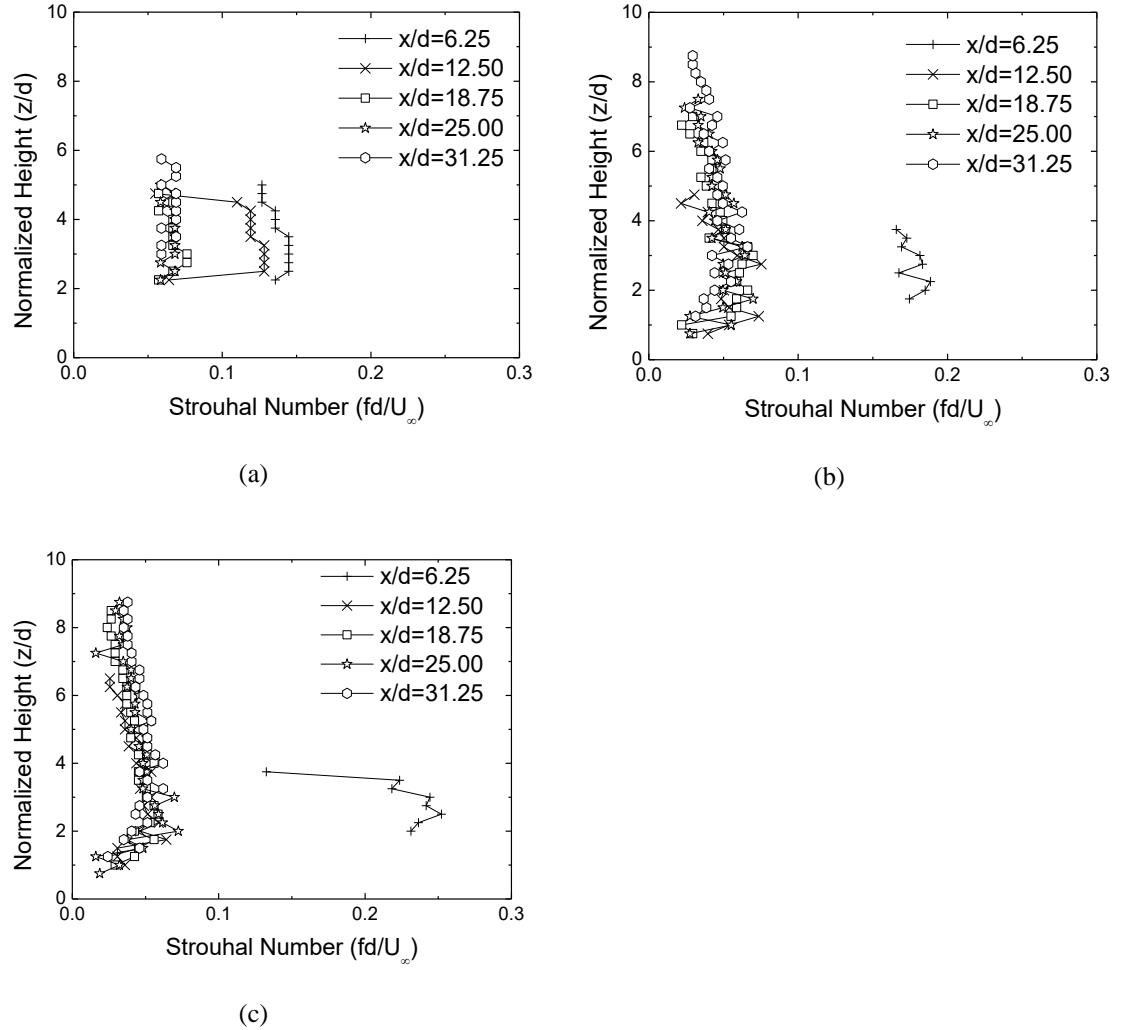 10
8
6
4
2
0
Normalized Height (z/d)
x/d=6.25
x/d=12.50
x/d=18.75
x/d=25.00
x/d=31.25
0.0 0.1 0.2 0.3
Strouhal Number (fd/U∞)
(a)
10
8
6
4
2
0
Normalized Height (z/d)
x/d=6.25
x/d=12.50
x/d=18.75
x/d=25.00
x/d=31.25
0.0 0.1 0.2 0.3
Strouhal Number (fd/U∞)
(b)
10
8
6
4
2
0
Normalized Height (z/d)
x/d=6.25
x/d=12.50
x/d=18.75
x/d=25.00
x/d=31.25
0.0 0.1 0.2 0.3
Strouhal Number (fd/U∞)
(c)